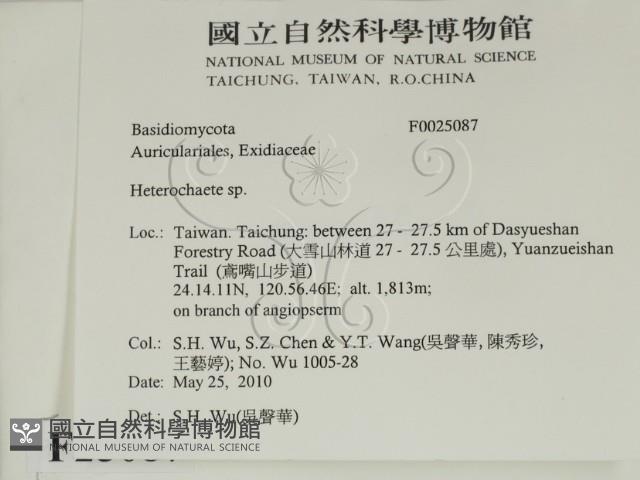 國立自然科學博物館
NATIONAL MUSEUM OF NATURAL SCIENCE
TAICHUNG, TAIWAN, R.O.CHINA
Basidiomycota F0025087
Auriculariales, Exidiaceae
Heterochaete sp.
Loc.: Taiwan. Taichung: between 27 - 27.5 km of Dasyueshan
Forestry Road (大雪山林道 27 - 27.5 公里處), Yuanzueishan
Trail (鳶嘴山步道)
24.14.11N, 120.56.46E; alt. 1,813m;
on branch of angiosperm
Col.: S.H. Wu, S.Z. Chen & Y.T. Wang(吳聲華, 陳秀珍,
王藝婷); No. Wu 1005-28
Date: May 25, 2010
Det.: S.H. Wu(吳聲華)
國立自然科學博物館
NATIONAL MUSEUM OF NATURAL SCIENCE